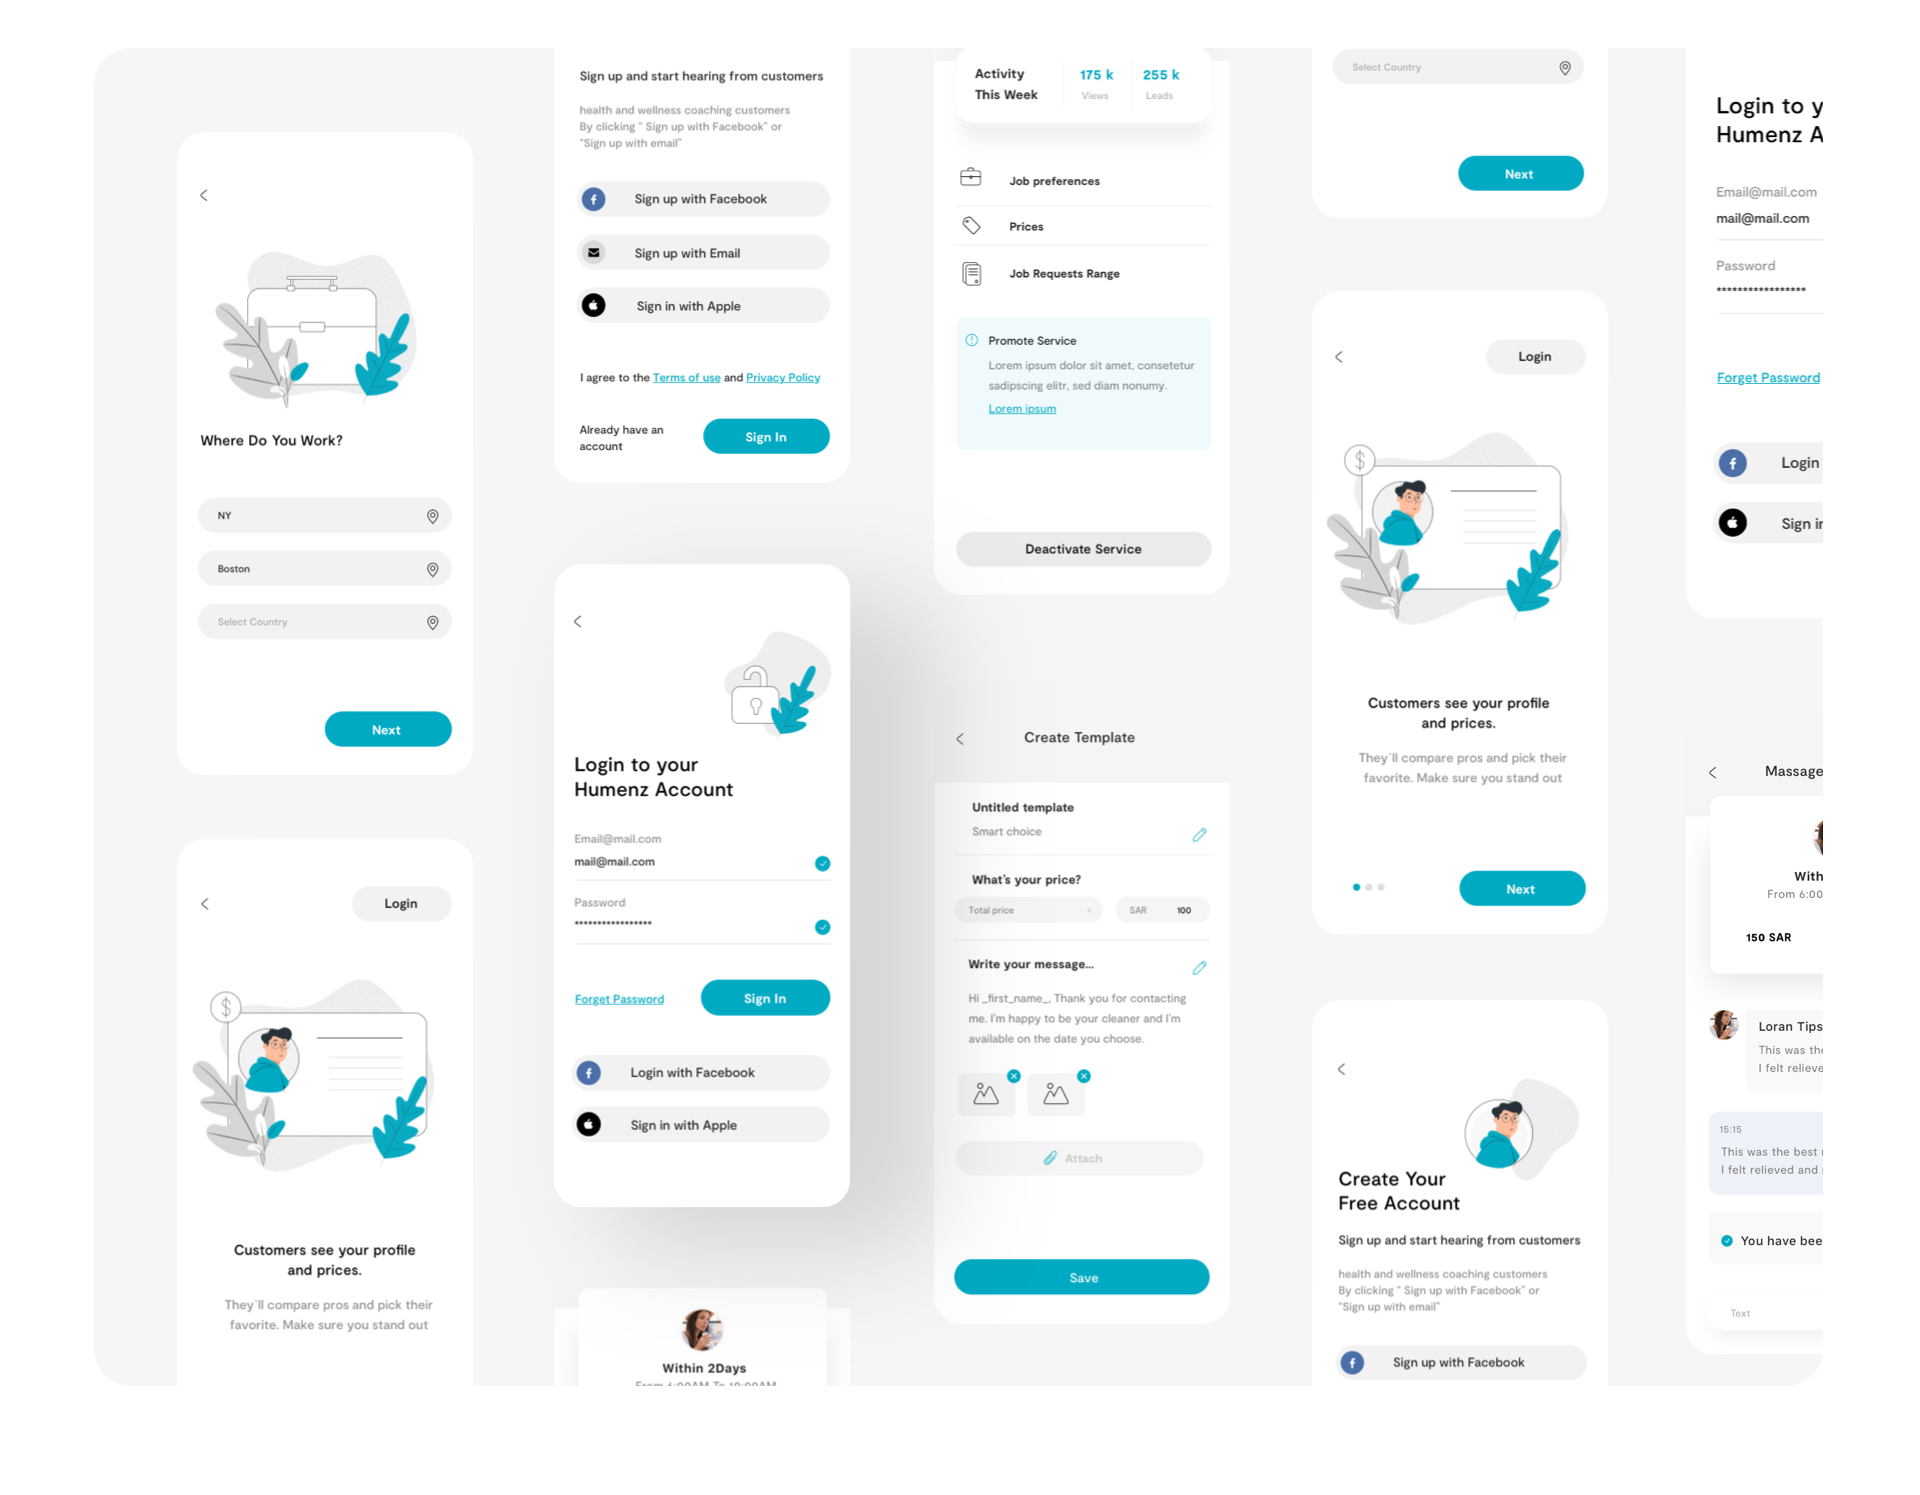 Where Do You Work?
NY
Boston
Select Country
Next
Login
$
Customers see your profile
and prices.
They`ll compare pros and pick their
favorite. Make sure you stand out
Sign up and start hearing from customers
health and wellness coaching customers
By clicking " Sign up with Facebook" or
"Sign up with email"
Sign up with Facebook
Sign up with Email
Sign in with Apple
I agree to the Terms of use and Privacy Policy
Already have an
account
Sign In
Login to your
Humenz Account
Email@mail.com
mail@mail.com
Password
*****************
Forget Password
Sign In
Login with Facebook
Sign in with Apple
Within 2Days
From 6:00AM To 10:00AM
Activity
This Week
175 k
Views
255 k
Leads
Job preferences
Prices
Job Requests Range
Promote Service
Lorem ipsum dolor sit amet, consetetur
sadipscing elitr, sed diam nonumy.
Lorem ipsum
Deactivate Service
Create Template
Untitled template
Smart choice
What's your price?
Total price
SAR 100
Write your message...
Hi _first_name_, Thank you for contacting
me. I'm happy to be your cleaner and I'm
available on the date you choose.
Attach
Save
Select Country
Next
Login
$
Customers see your profile
and prices.
They`ll compare pros and pick their
favorite. Make sure you stand out
Next
Create Your
Free Account
Sign up and start hearing from customers
health and wellness coaching customers
By clicking " Sign up with Facebook" or
"Sign up with email"
Sign up with Facebook
Login to y
Humenz A
Email@mail.com
mail@mail.com
Password
*****************
Forget Password
Login
Sign in
Massage
With
From 6:00
150 SAR
Loran Tips
This was the
I felt relieve
15:15
This was the best
I felt relieved and
You have bee
Text